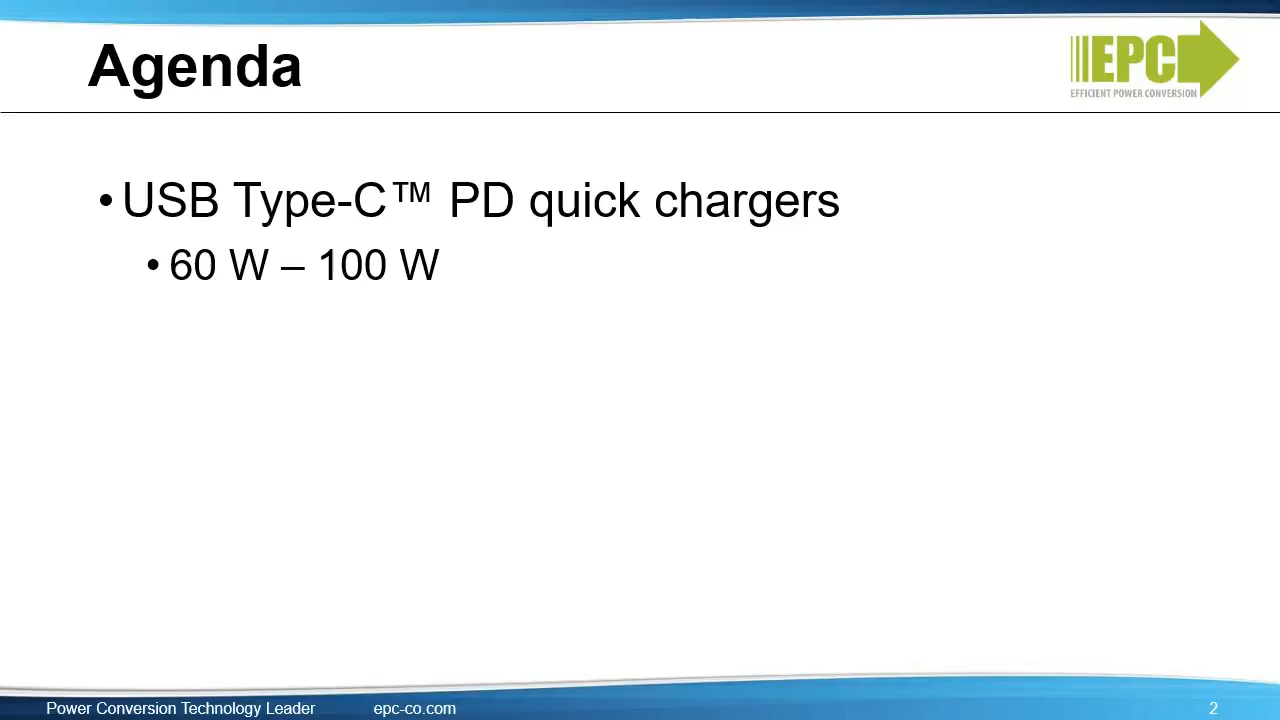 Agenda
EPC
EFFICIENT POWER CONVERSION
• USB Type-C™ PD quick chargers
• 60 W – 100 W
Power Conversion Technology Leader epc-co.com 2